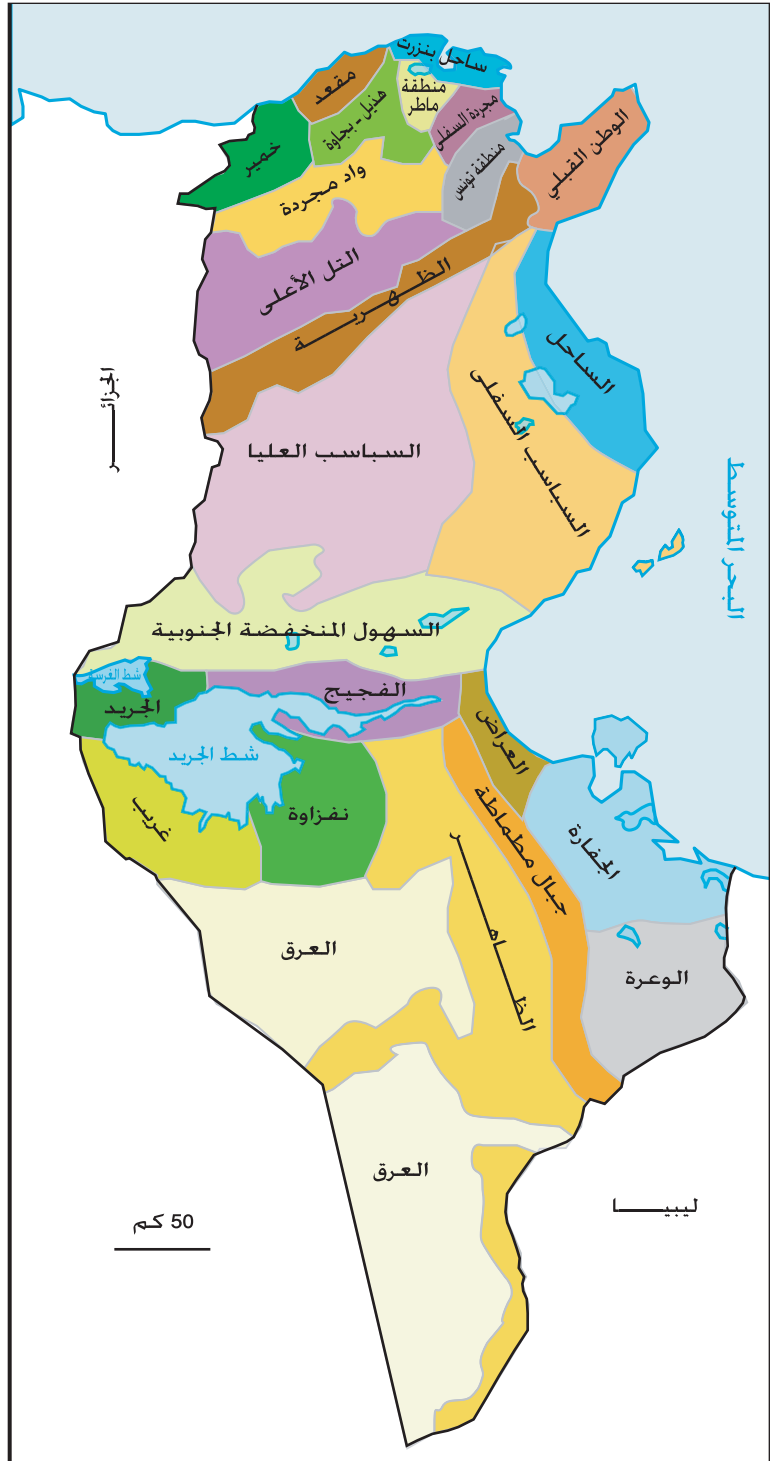 ساحل بنزرت
مقعد
منطقة
ماطر
هذيل - بجاوة
مجردة السفلى
الوطن القبلي
خمير
منطقة تونس
واد مجردة
التل الأعلى
الظهرية
الساحل
الجزائر
السباسب العليا
السباسب السفلى
البحر المتوسط
السهول المنخفضة الجنوبية
شط الغرسة
الفجيج
الجريد
العراض
شط الجريد
نفزاوة
غريب
جبال مطماطة
الجفارة
الظاهر
العرق
الوعرة
العرق
ليبيا
50 كم